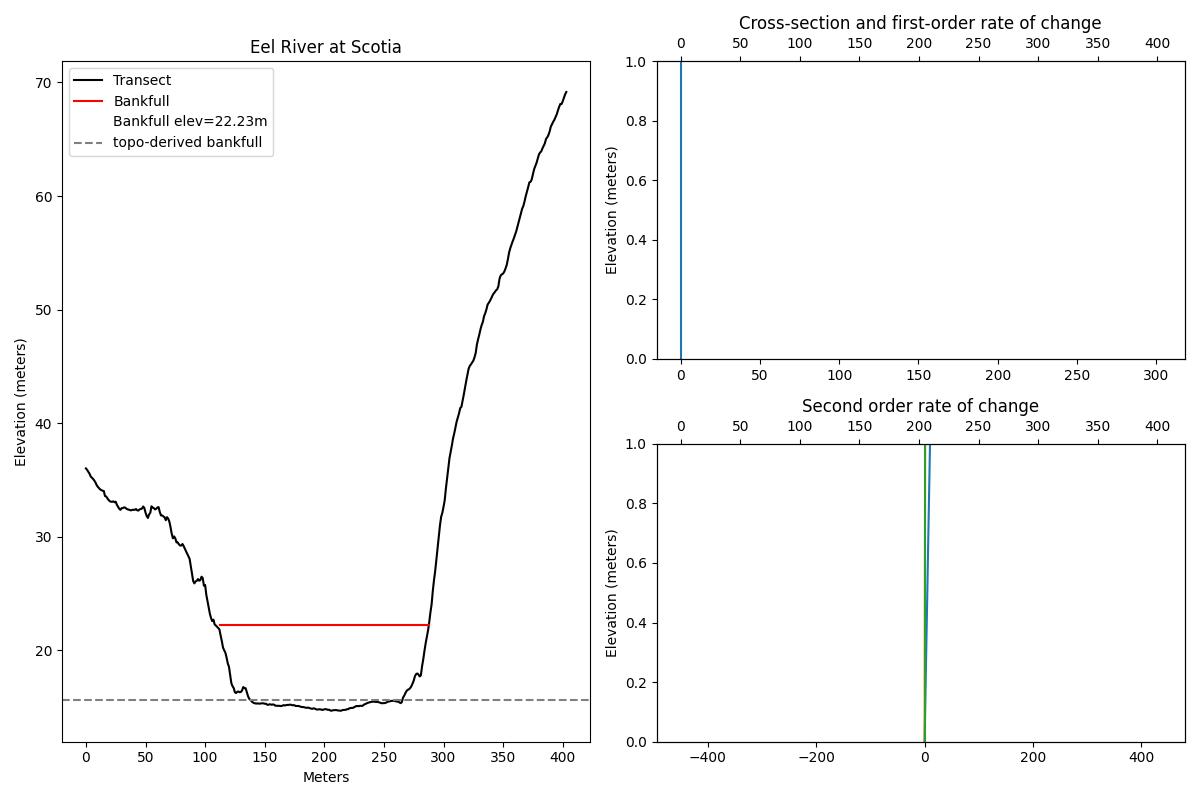 Eel River at Scotia
Transect
Bankfull
Bankfull elev=22.23m
topo-derived bankfull
70
60
50
40
30
20
Elevation (meters)
0 50 100 150 200 250 300 350 400
Meters
Cross-section and first-order rate of change
0 50 100 150 200 250 300 350 400
1.0
0.8
0.6
0.4
0.2
0.0
Elevation (meters)
0 50 100 150 200 250 300
Second order rate of change
0 50 100 150 200 250 300 350 400
1.0
0.8
0.6
0.4
0.2
0.0
Elevation (meters)
−400 −200 0 200 400